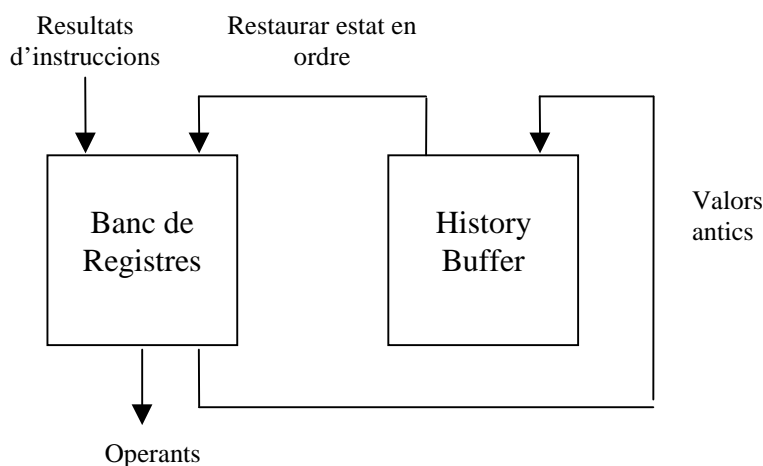 Resultats
d’instruccions
Restaurar estat en
ordre
Banc de
Registres
History
Buffer
Valors
antics
Operants